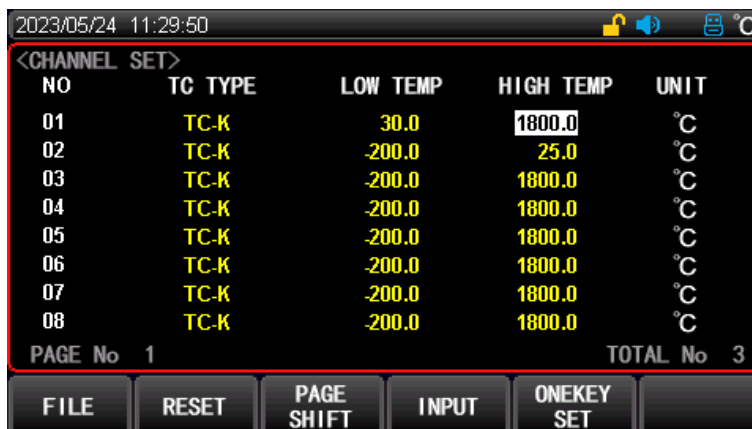 2023/05/24 11:29:50 ℃
<CHANNEL SET>
NO TC TYPE LOW TEMP HIGH TEMP UNIT
01 TC-K 30.0 1800.0 ℃
02 TC-K -200.0 25.0 ℃
03 TC-K -200.0 1800.0 ℃
04 TC-K -200.0 1800.0 ℃
05 TC-K -200.0 1800.0 ℃
06 TC-K -200.0 1800.0 ℃
07 TC-K -200.0 1800.0 ℃
08 TC-K -200.0 1800.0 ℃
PAGE No 1 TOTAL No 3
FILE RESET PAGE SHIFT INPUT ONEKEY SET